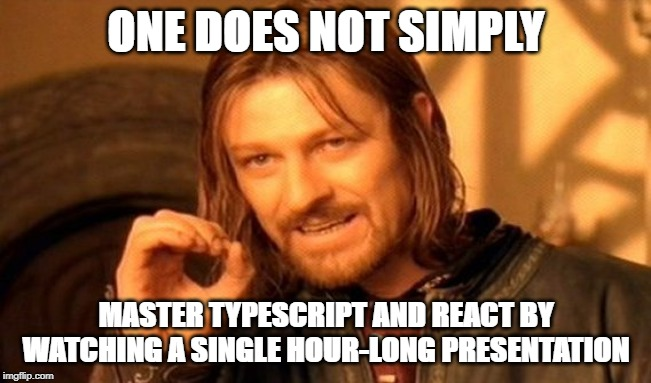 ONE DOES NOT SIMPLY
MASTER TYPESCRIPT AND REACT BY
WATCHING A SINGLE HOUR-LONG PRESENTATION
imgflip.com